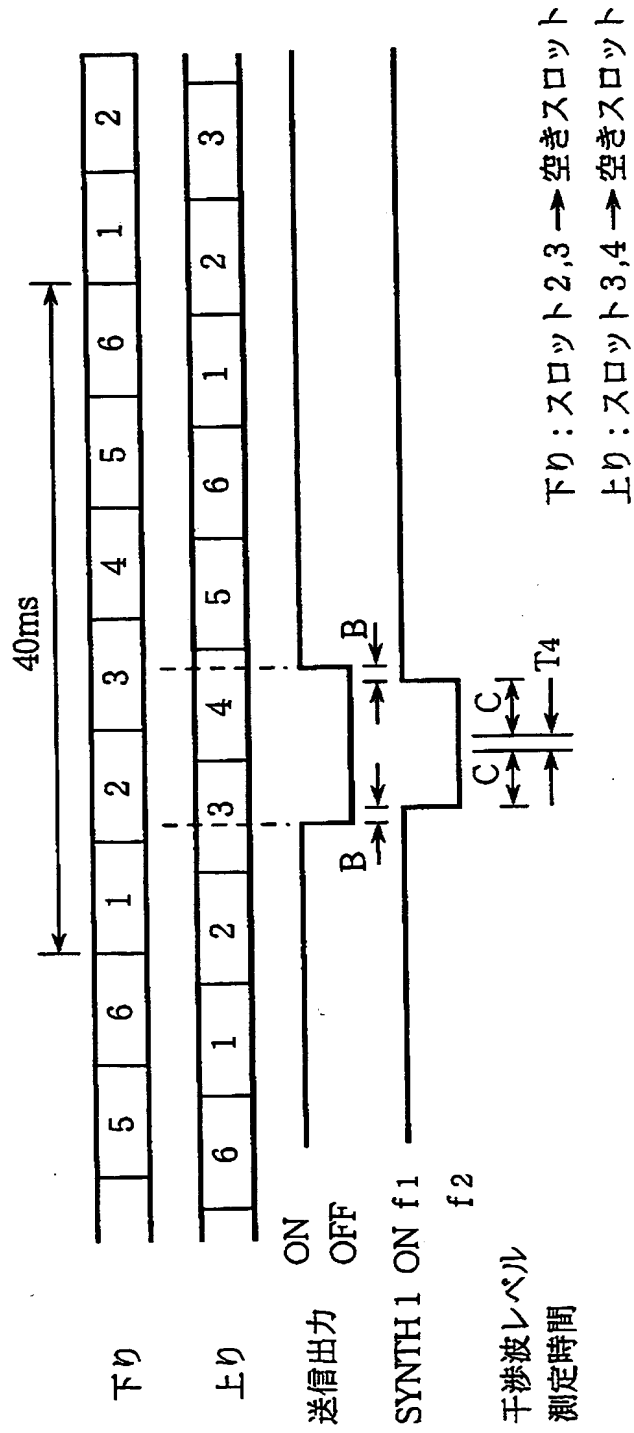 40ms
下り 5 6 1 2 3 4 5 6 1 2
上り 6 1 2 3 4 5 6 1 2 3
送信出力 ON
OFF
B B
SYNTH1 ON f1
f2
干渉波レベル
測定時間
C C
T4
下り：スロット2,3→空きスロット
上り：スロット3,4→空きスロット